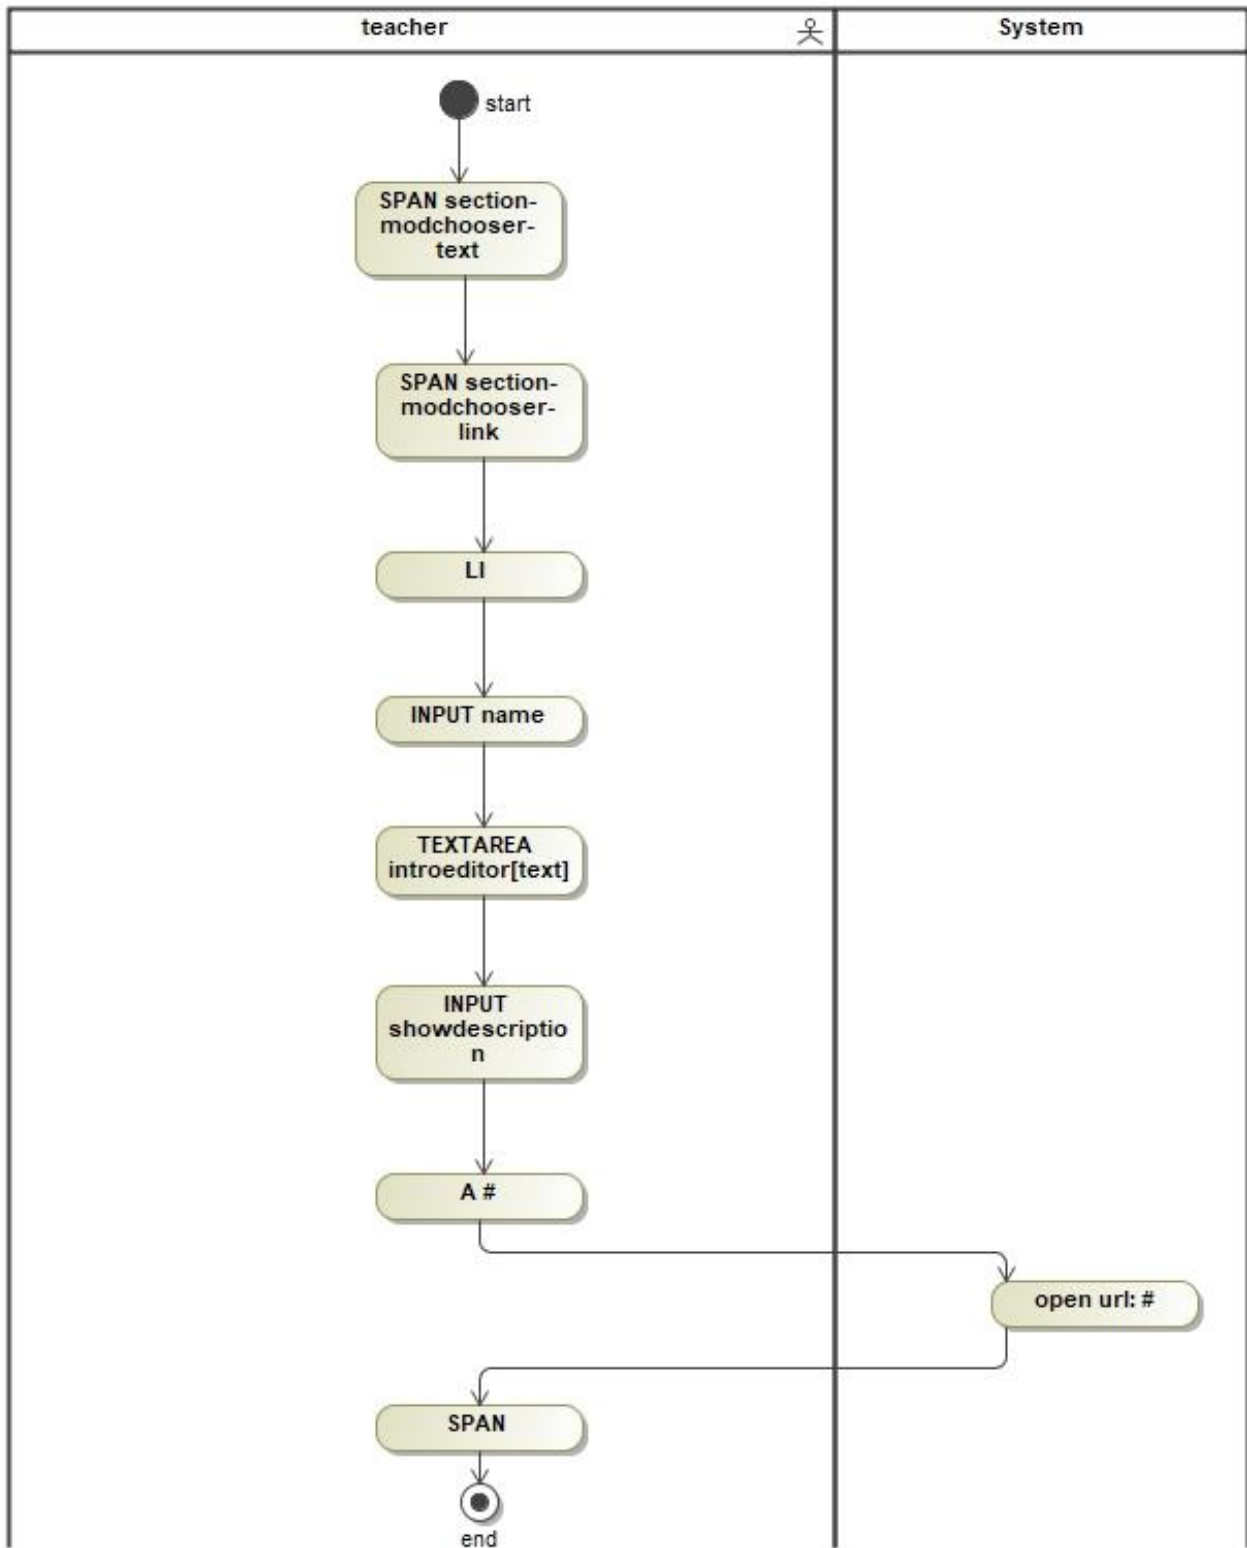 teacher
System
start
SPAN section-
modchooser-
text
SPAN section-
modchooser-
link
LI
INPUT name
TEXTAREA
introeditor[text]
INPUT
showdescriptio
n
A #
open url: #
SPAN
end